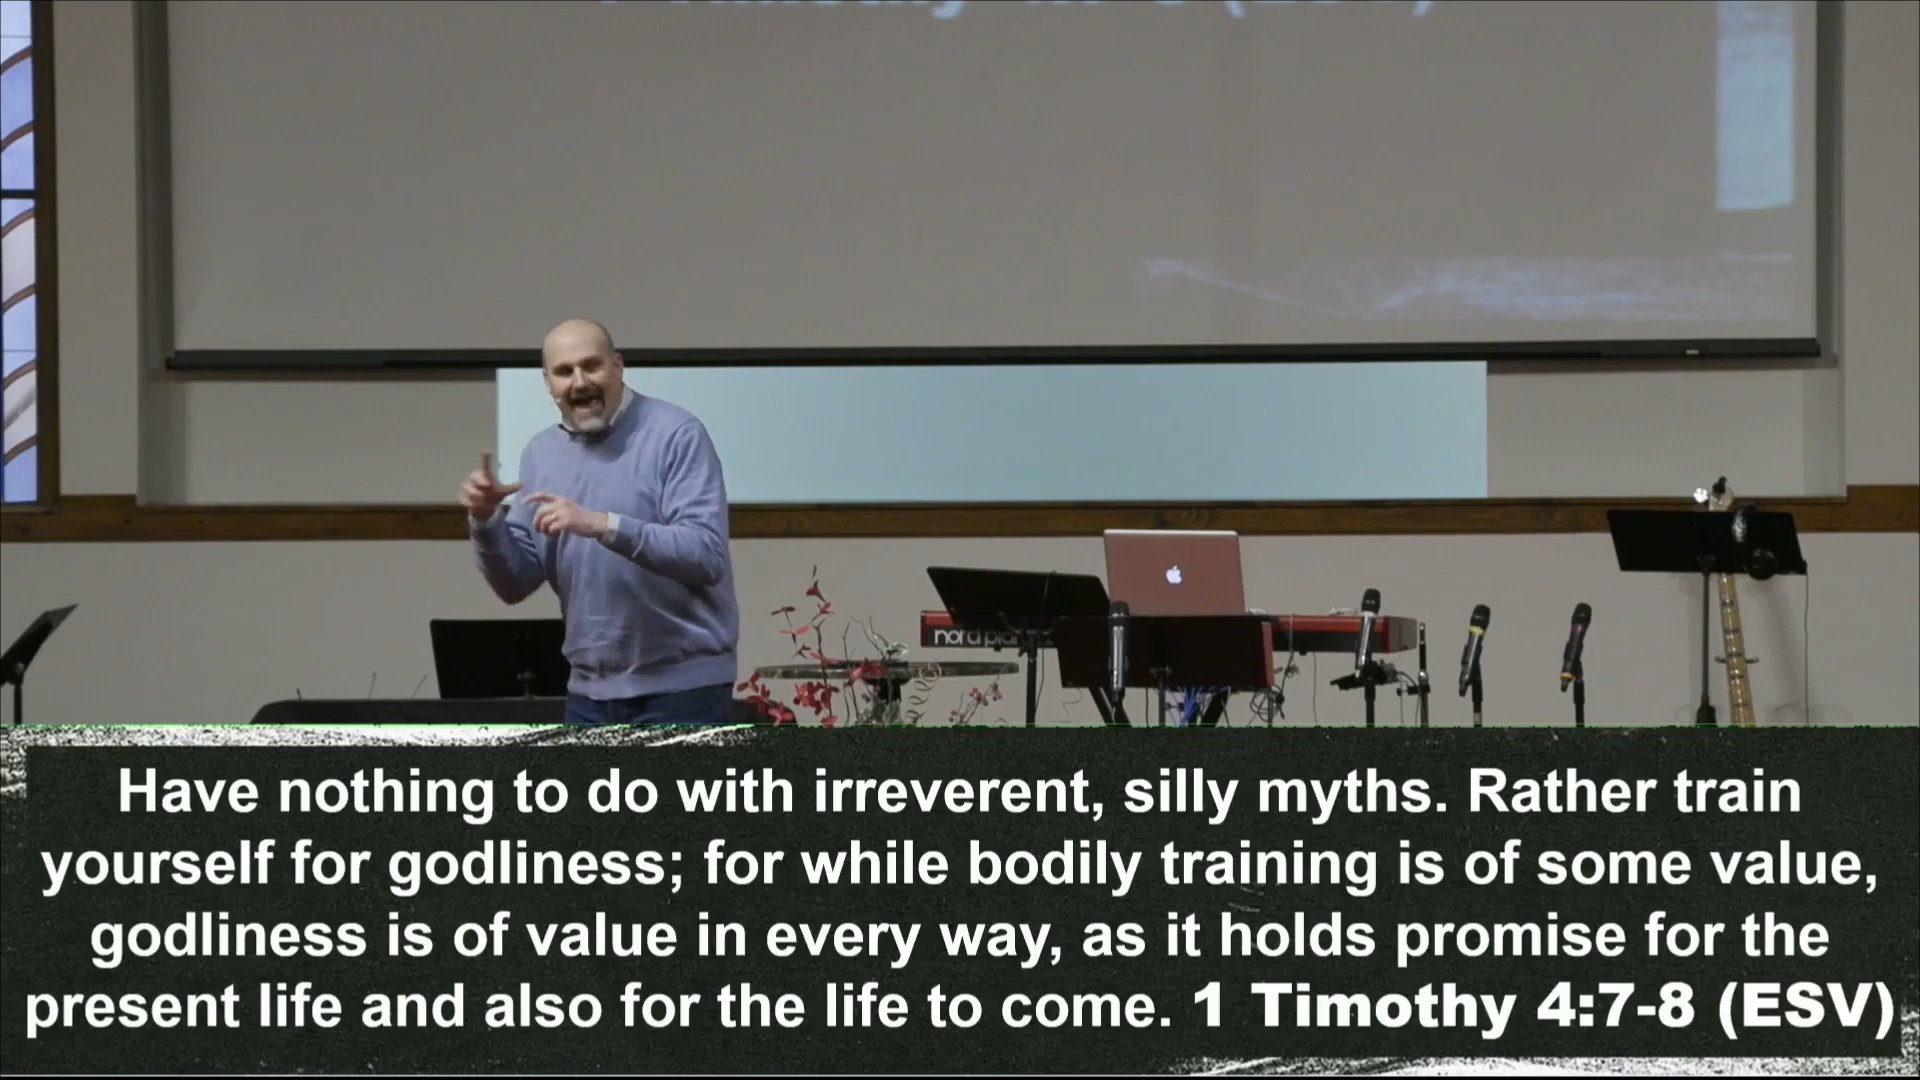 Have nothing to do with irreverent, silly myths. Rather train
yourself for godliness; for while bodily training is of some value,
godliness is of value in every way, as it holds promise for the
present life and also for the life to come. 1 Timothy 4:7-8 (ESV)